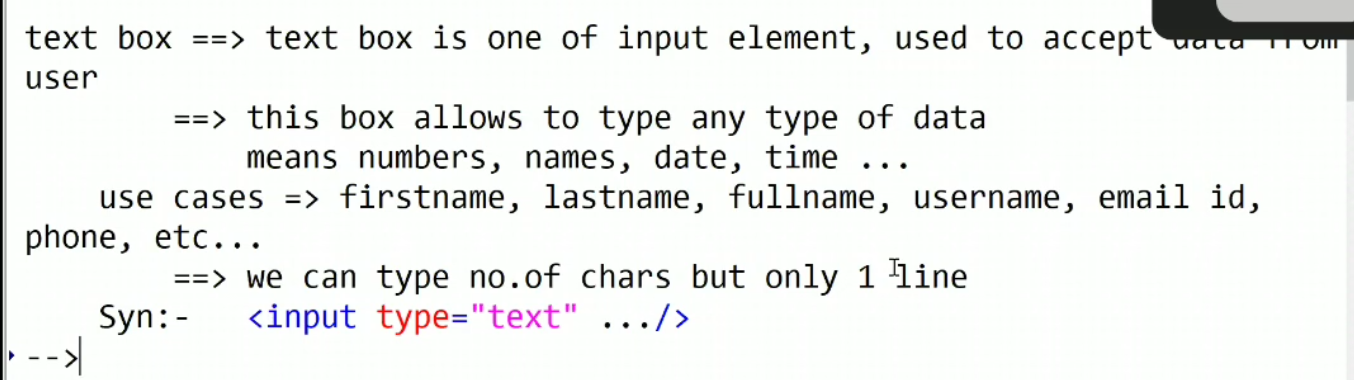 text box ==> text box is one of input element, used to accept data from
user
==> this box allows to type any type of data
means numbers, names, date, time ...
use cases => firstname, lastname, fullname, username, email id,
phone, etc...
==> we can type no.of chars but only 1 line
Syn:- <input type="text" .../>
-->